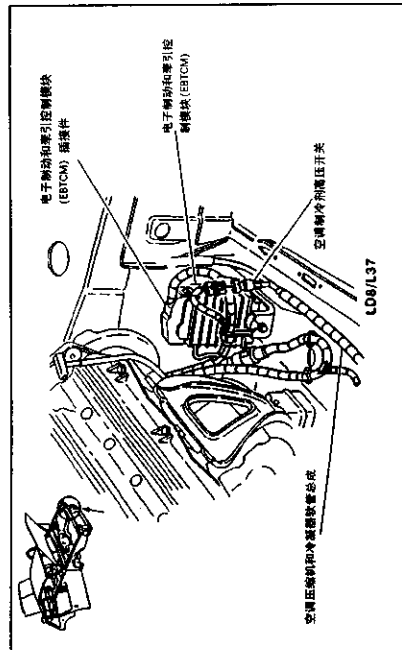 电子制动和牵引控制模块
(EBTCM) 插接件
电子制动和牵引控
制模块(EBTCM)
空调制冷剂高压开关
空调压缩机和冷凝器软管总成
LD8/L37